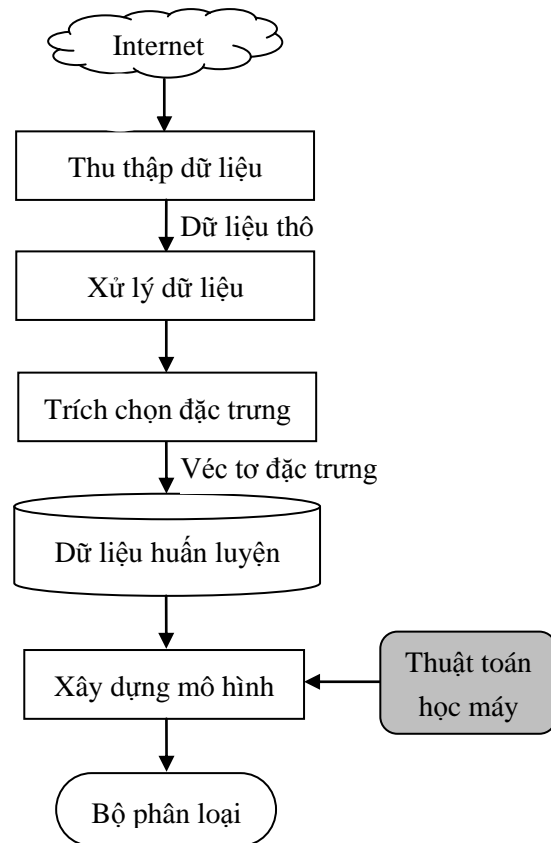 Internet
Thu thập dữ liệu
Dữ liệu thô
Xử lý dữ liệu
Trích chọn đặc trưng
Véc tơ đặc trưng
Dữ liệu huấn luyện
Xây dựng mô hình
Thuật toán
học máy
Bộ phân loại